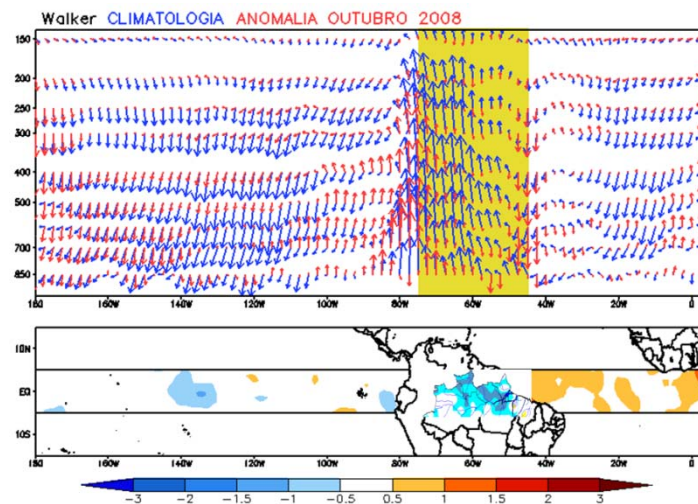 Walker CLIMATOLOGIA ANOMALIA OUTUBRO 2008
150
200
250
300
400
500
700
850
180 160W 140W 120W 100W 80W 60W 40W 20W 0
15N
EQ
10S
180 160W 140W 120W 100W 80W 60W 40W 20W 0
-3 -2 -1.5 -1 -0.5 0.5 1 1.5 2 3